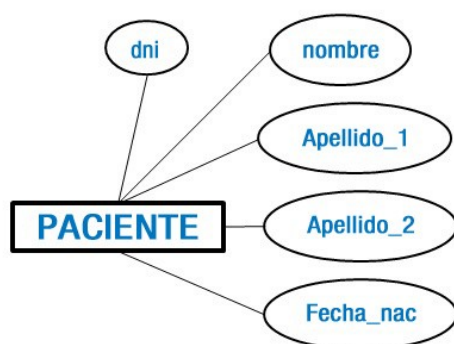 dni
nombre
Apellido_1
PACIENTE
Apellido_2
Fecha_nac